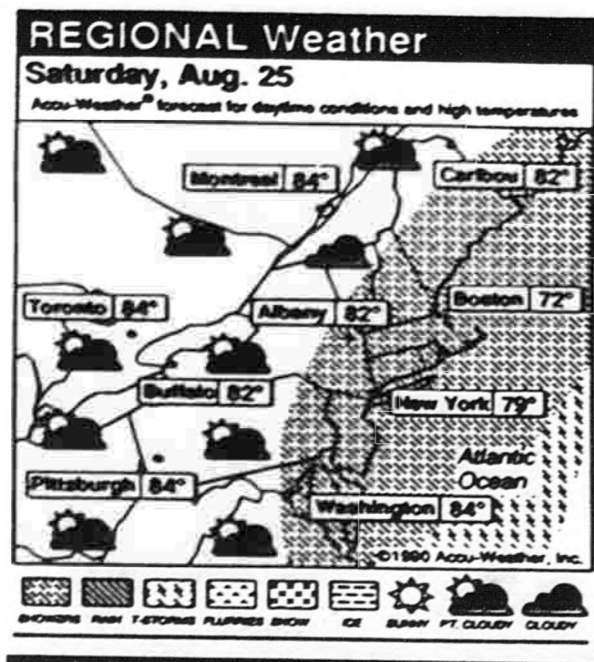 REGIONAL Weather
Saturday, Aug. 25
Accu-Weather® forecast for daytime conditions and high temperatures
Montreal 84°
Caribou 82°
Toronto 84°
Albany 82°
Boston 72°
Buffalo 82°
New York 79°
Atlantic
Ocean
Pittsburgh 84°
Washington 84°
©1990 Accu-Weather, Inc.
SHOWERS RAIN T-STORMS FLURRIES SNOW ICE SUNNY PT. CLOUDY CLOUDY